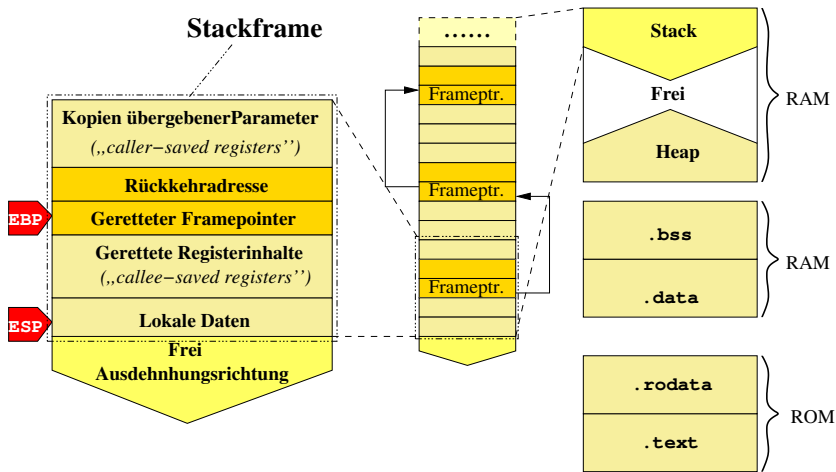 Stackframe
Kopien übergebenerParameter
(„caller−saved registers’’)
Rückkehradresse
EBP
Geretteter Framepointer
Gerettete Registerinhalte
(„callee−saved registers’’)
ESP
Lokale Daten
Frei
Ausdehnhungsrichtung
......
Frameptr.
Frameptr.
Frameptr.
Stack
Frei
Heap
RAM
.bss
.data
RAM
.rodata
.text
ROM